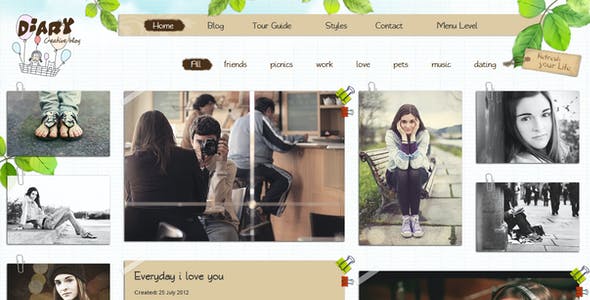 DiARY
Creative blog
Home Blog Tour Guide Styles Contact Menu Level
All friends picnics work love pets music dating
Refresh
your Life
Everyday i love you
Created: 25 July 2012